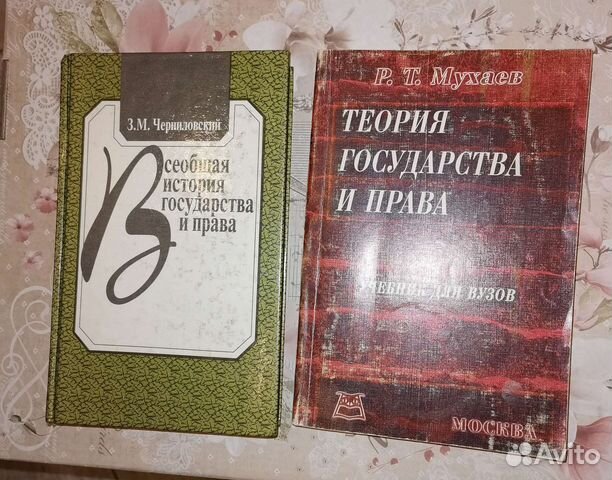 З.М. Черниловский
Всеобщая
история
государства
и права
Р. Т. Мухаев
ТЕОРИЯ
ГОСУДАРСТВА
И ПРАВА
УЧЕБНИК ДЛЯ ВУЗОВ
МОСКВА
Avito